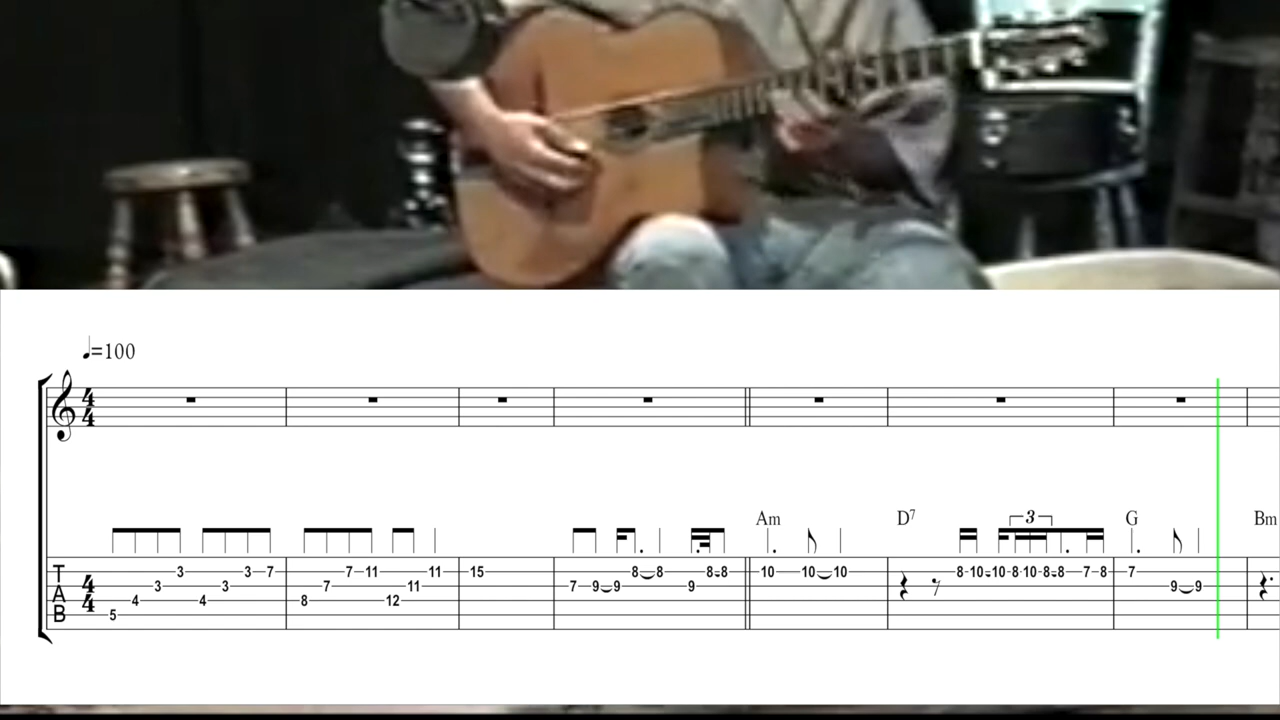 ♩=100
4 4
3
Am D7 G Bm
T 3 3 7 7 11 11 15 8 8 8 8 10 10 10 8 10 10 8 10 8 8 7 8 7
A 4 3 3 7 11 7 9 9 9 9 9
B 4 4 4 8 12
5